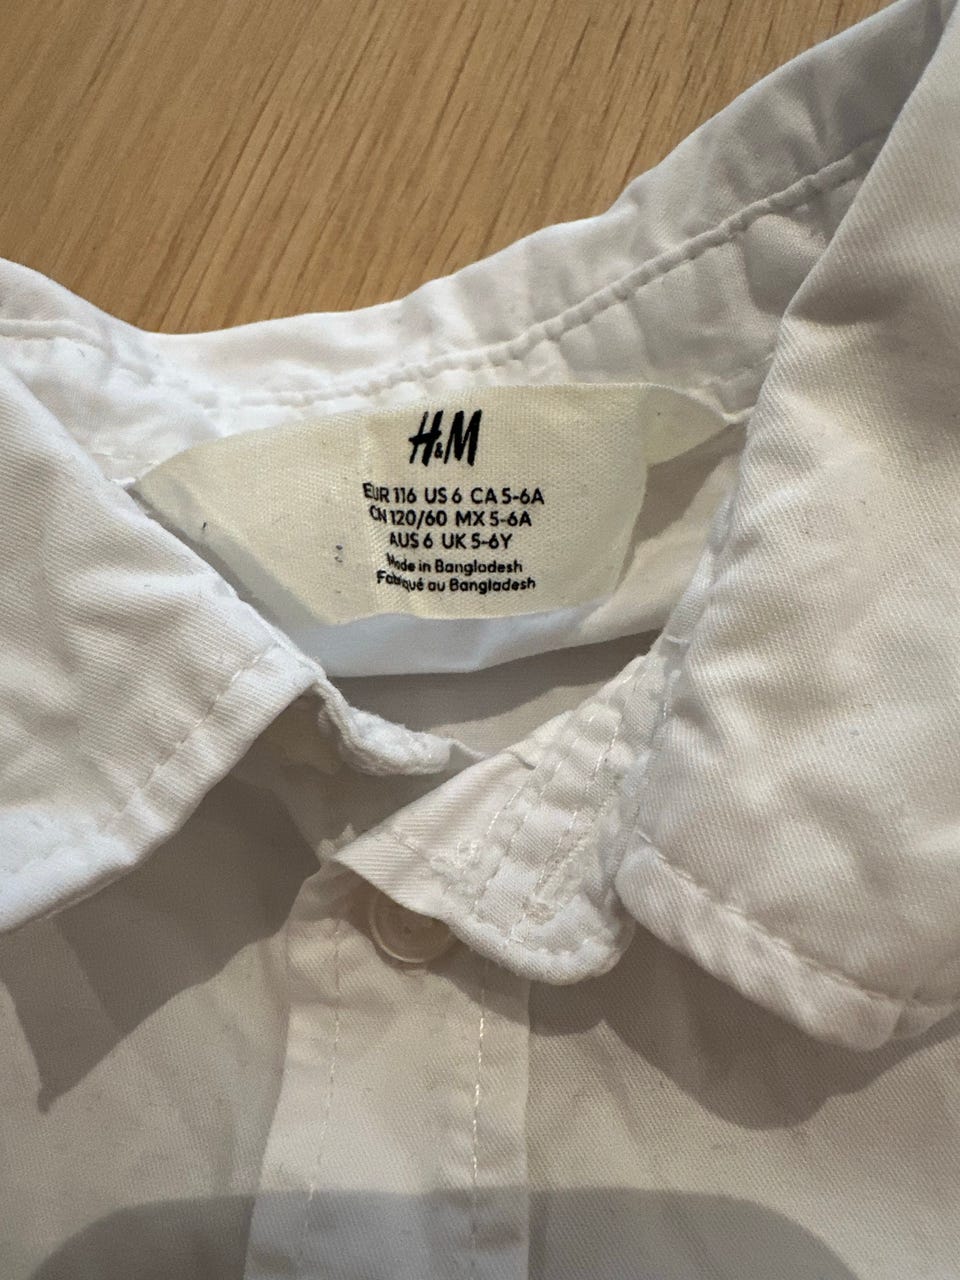 H&M
EUR 116 US 6 CA 5-6A
CN 120/60 MX 5-6A
AUS 6 UK 5-6Y
Made in Bangladesh
Fabriqué au Bangladesh